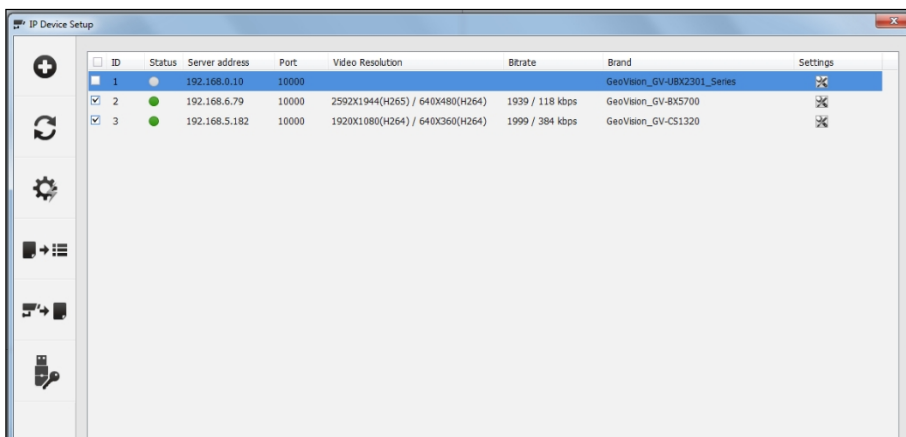 IP Device Setup
ID Status Server address Port Video Resolution Bitrate Brand Settings
1 192.168.0.10 10000 GeoVision_GV-UBX2301_Series
2 192.168.6.79 10000 2592X1944(H265) / 640X480(H264) 1939 / 118 kbps GeoVision_GV-BX5700
3 192.168.5.182 10000 1920X1080(H264) / 640X360(H264) 1999 / 384 kbps GeoVision_GV-CS1320